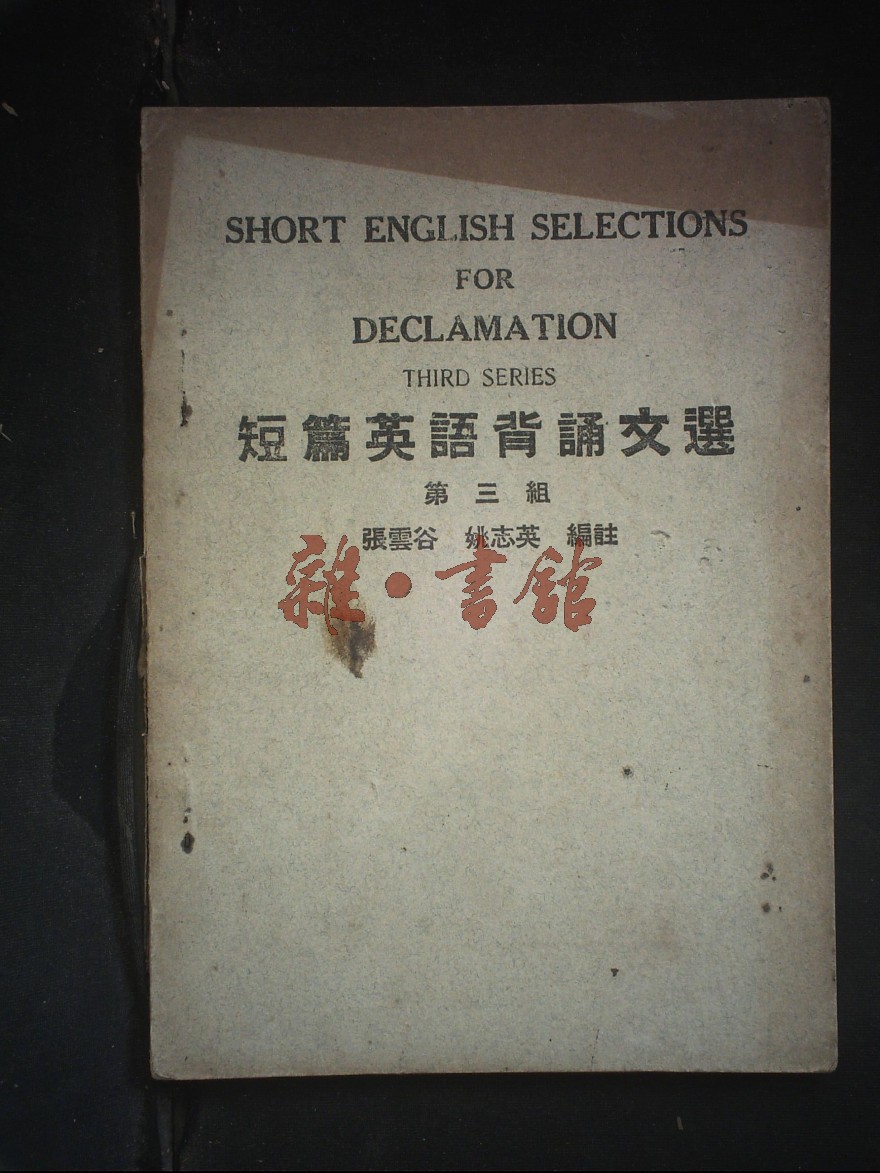 SHORT ENGLISH SELECTIONS
FOR
DECLAMATION
THIRD SERIES
短篇英語背誦文選
第三組
張雲谷 姚志英 編註
雜·書館